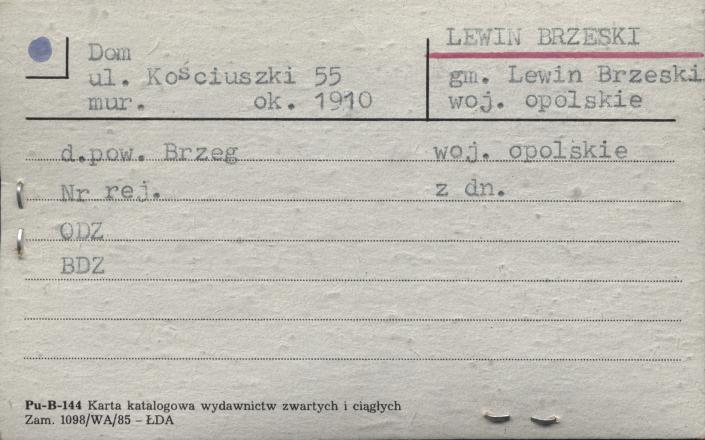 LEWIN BRZESKI
Dom
ul. Kościuszki 55
gm. Lewin Brzeski
mur. ok. 1910
woj. opolskie
d.pow. Brzeg woj. opolskie
Nr rej. z dn.
ODZ
BDZ
Pu-B-144 Karta katalogowa wydawnictw zwartych i ciągłych
Zam. 1098/WA/85 – ŁDA